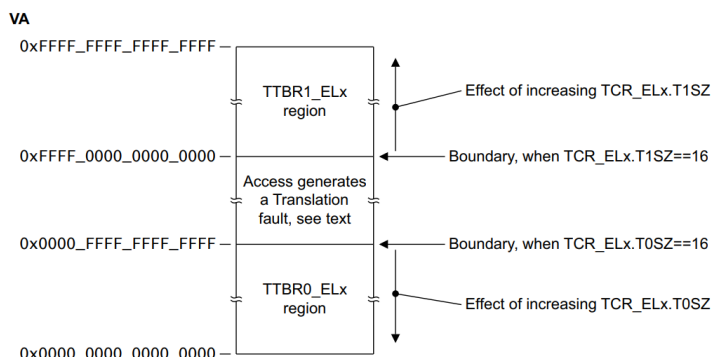 VA
0xFFFF_FFFF_FFFF_FFFF
TTBR1_ELx
region
Effect of increasing TCR_ELx.T1SZ
0xFFFF_0000_0000_0000
Boundary, when TCR_ELx.T1SZ==16
Access generates
a Translation
fault, see text
0x0000_FFFF_FFFF_FFFF
Boundary, when TCR_ELx.T0SZ==16
TTBR0_ELx
region
Effect of increasing TCR_ELx.T0SZ
0x0000_0000_0000_0000